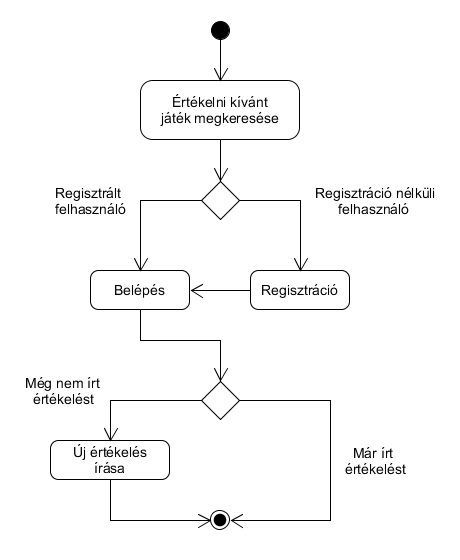 Értékelni kívánt
játék megkeresése
Regisztrált
felhasználó
Regisztráció nélküli
felhasználó
Belépés
Regisztráció
Még nem írt
értékelést
Új értékelés
írása
Már írt
értékelést